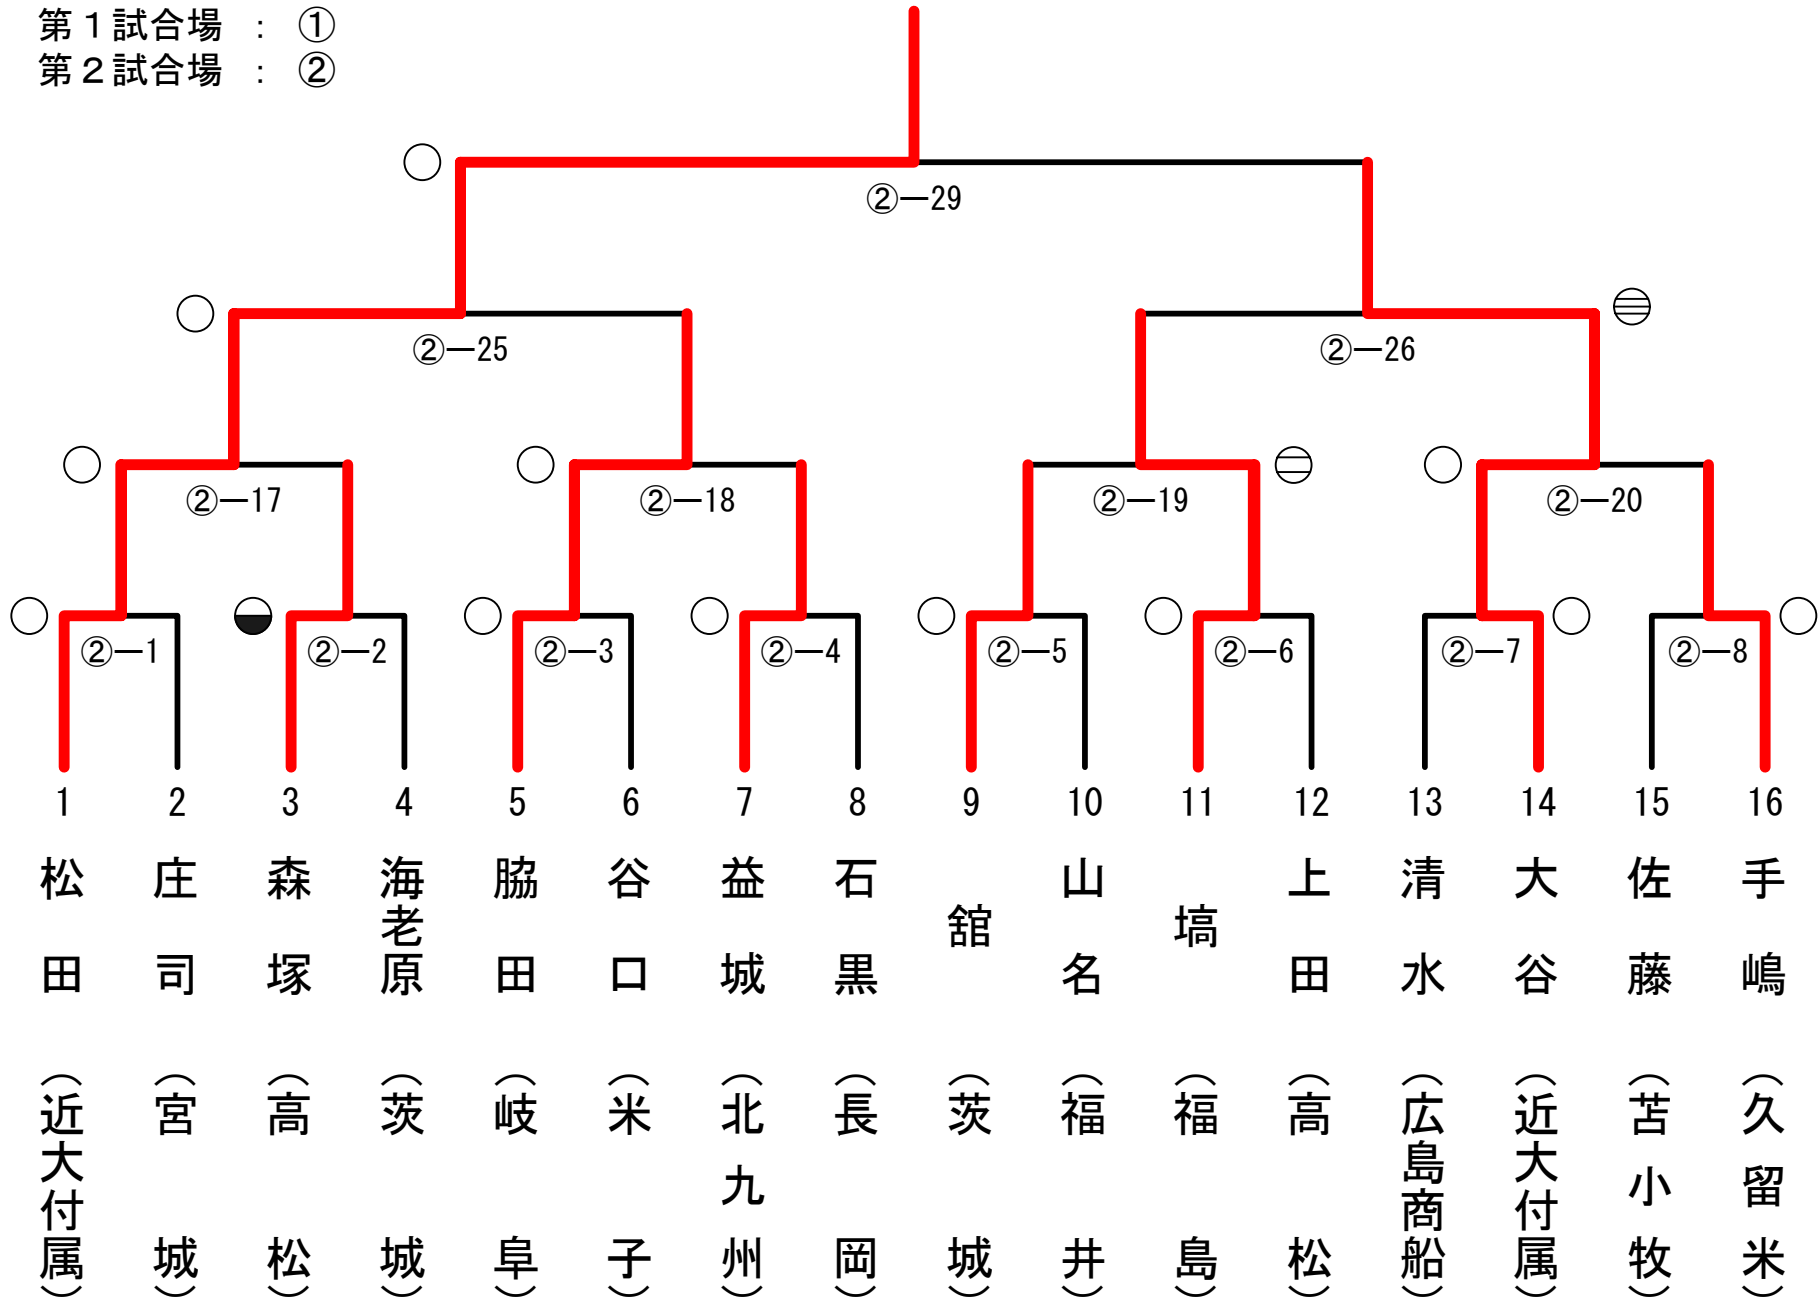 第１試合場　：　①
第２試合場　：　②
②―29
②―25
②―26
②―17
②―18
②―19
②―20
②―1
②―2
②―3
②―4
②―5
②―6
②―7
②―8
1
2
3
4
5
6
7
8
9
10
11
12
13
14
15
16
松田
庄司
森塚
海老原
脇田
谷口
益城
石黒
舘
山名
塙
上田
清水
大谷
佐藤
手嶋
（近大付属）
（宮城）
（高松）
（茨城）
（岐阜）
（米子）
（北九州）
（長岡）
（茨城）
（福井）
（福島）
（高松）
（広島商船）
（近大付属）
（苫小牧）
（久留米）